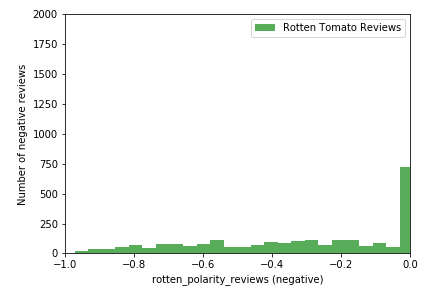 2000
1750
1500
1250
1000
750
500
250
0
Number of negative reviews
Rotten Tomato Reviews
−1.0 −0.8 −0.6 −0.4 −0.2 0.0
rotten_polarity_reviews (negative)